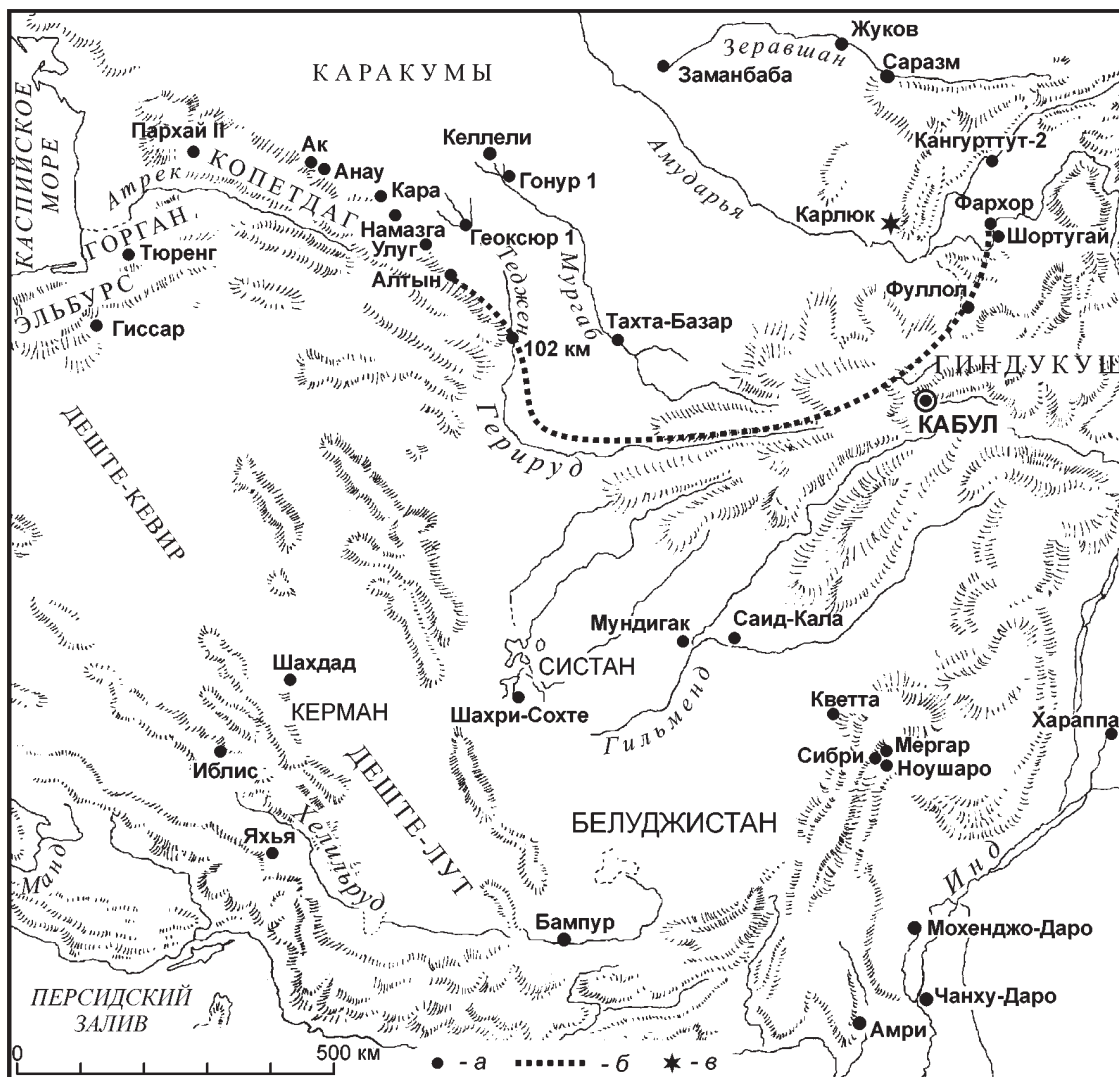 Жуков
Зеравшан
Саразм
Заманбаба
КАРАКУМЫ
КАСПИЙСКОЕ
МОРЕ
Пархай II
Ак
Анау
Келлели
Гонур 1
Кангурттут-2
Атрек
КОПЕТДАГ
Кара
Амударья
Намазга
Карлюк
Фархор
ГОРГАН
Улуг
Геоксюр 1
Шортугай
Тюренг
Алтын
Теджен
Мургаб
Фуллол
ЭЛЬБУРС
Гиссар
102 км
Тахта-Базар
ГИНДУКУШ
КАБУЛ
Герируд
ДЕШТЕ-КЕВИР
Мундигак
Саид-Кала
СИСТАН
Шахдад
КЕРМАН
Шахри-Сохте
Гильменд
Кветта
Хараппа
Иблис
Сибри
Мергар
Ноушаро
ДЕШТЕ-ЛУТ
БЕЛУДЖИСТАН
Яхья
Хелильруд
Манд
Инд
Бампур
Мохенджо-Даро
ПЕРСИДСКИЙ
ЗАЛИВ
Чанху-Даро
Амри
0 500 км
- а - б - в